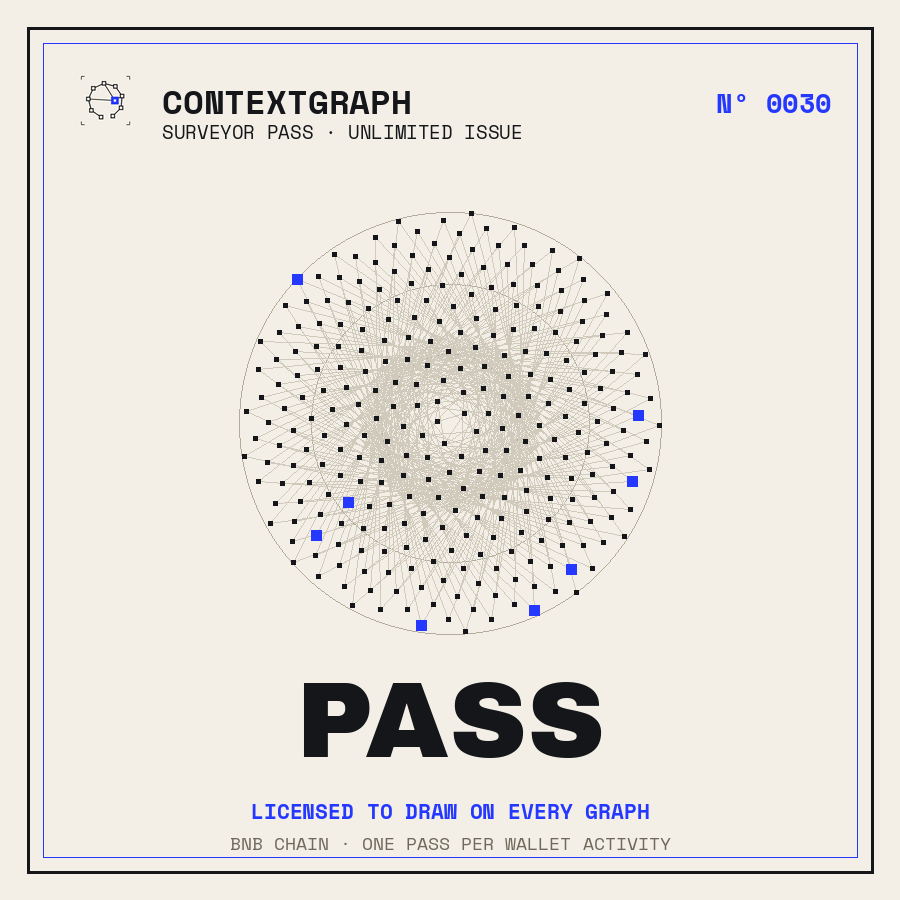 CONTEXTGRAPH
SURVEYOR PASS · UNLIMITED ISSUE
N° 0030
PASS
LICENSED TO DRAW ON EVERY GRAPH
BNB CHAIN · ONE PASS PER WALLET ACTIVITY